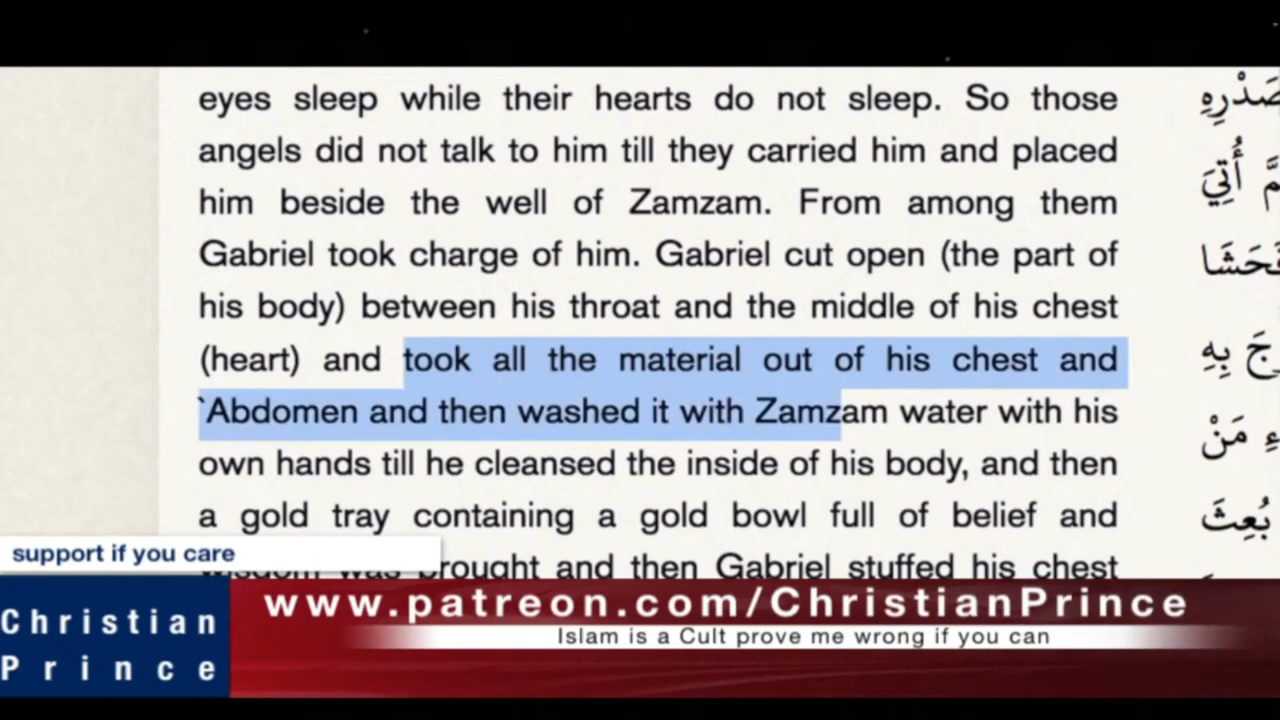 eyes sleep while their hearts do not sleep. So those
angels did not talk to him till they carried him and placed
him beside the well of Zamzam. From among them
Gabriel took charge of him. Gabriel cut open (the part of
his body) between his throat and the middle of his chest
(heart) and took all the material out of his chest and
`Abdomen and then washed it with Zamzam water with his
own hands till he cleansed the inside of his body, and then
a gold tray containing a gold bowl full of belief and
wisdom was brought and then Gabriel stuffed his chest
صَدْرِهِ
أُتِيَ
فَحَشَا
بِهِ
مَنْ
بُعِثَ
support if you care
Christian
Prince
www.patreon.com/ChristianPrince
Islam is a Cult prove me wrong if you can